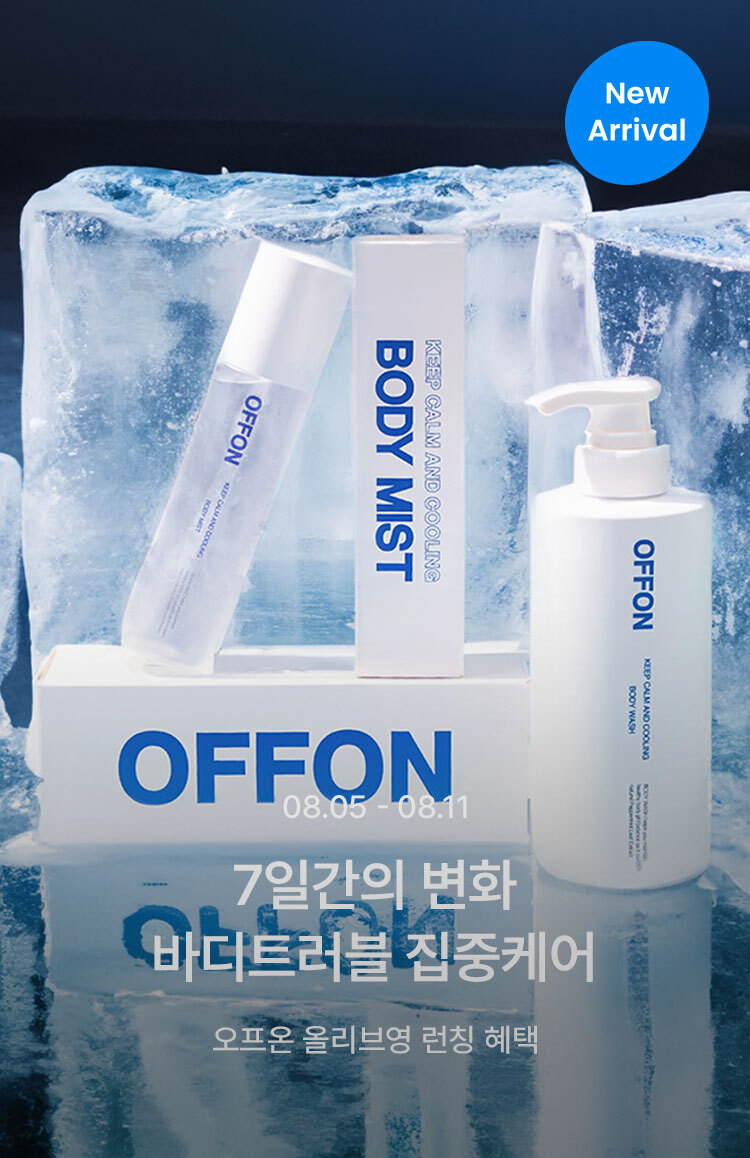 New
Arrival
KEEP CALM AND COOLING
BODY MIST
OFFON
KEEP CALM AND COOLING
BODY MIST
OFFON
KEEP CALM AND COOLING
BODY WASH
OFFON
08.05 - 08.11
7일간의 변화
바디트러블 집중케어
오프온 올리브영 런칭 혜택